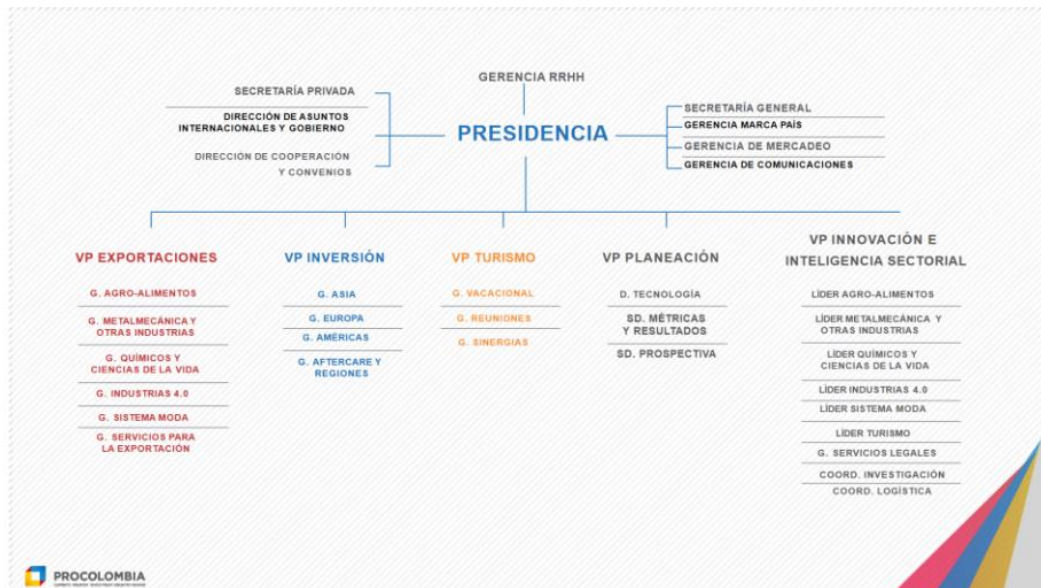 GERENCIA RRHH
SECRETARÍA PRIVADA
DIRECCIÓN DE ASUNTOS
INTERNACIONALES Y GOBIERNO
DIRECCIÓN DE COOPERACIÓN
Y CONVENIOS
PRESIDENCIA
SECRETARÍA GENERAL
GERENCIA MARCA PAÍS
GERENCIA DE MERCADEO
GERENCIA DE COMUNICACIONES
VP EXPORTACIONES
G. AGRO-ALIMENTOS
G. METALMECÁNICA Y
OTRAS INDUSTRIAS
G. QUÍMICOS Y
CIENCIAS DE LA VIDA
G. INDUSTRIAS 4.0
G. SISTEMA MODA
G. SERVICIOS PARA
LA EXPORTACIÓN
VP INVERSIÓN
G. ASIA
G. EUROPA
G. AMÉRICAS
G. AFTERCARE Y
REGIONES
VP TURISMO
G. VACACIONAL
G. REUNIONES
G. SINERGIAS
VP PLANEACIÓN
D. TECNOLOGÍA
SD. MÉTRICAS
Y RESULTADOS
SD. PROSPECTIVA
VP INNOVACIÓN E
INTELIGENCIA SECTORIAL
LÍDER AGRO-ALIMENTOS
LÍDER METALMECÁNICA Y
OTRAS INDUSTRIAS
LÍDER QUÍMICOS Y
CIENCIAS DE LA VIDA
LÍDER INDUSTRIAS 4.0
LÍDER SISTEMA MODA
LÍDER TURISMO
G. SERVICIOS LEGALES
COORD. INVESTIGACIÓN
COORD. LOGÍSTICA
PROCOLOMBIA